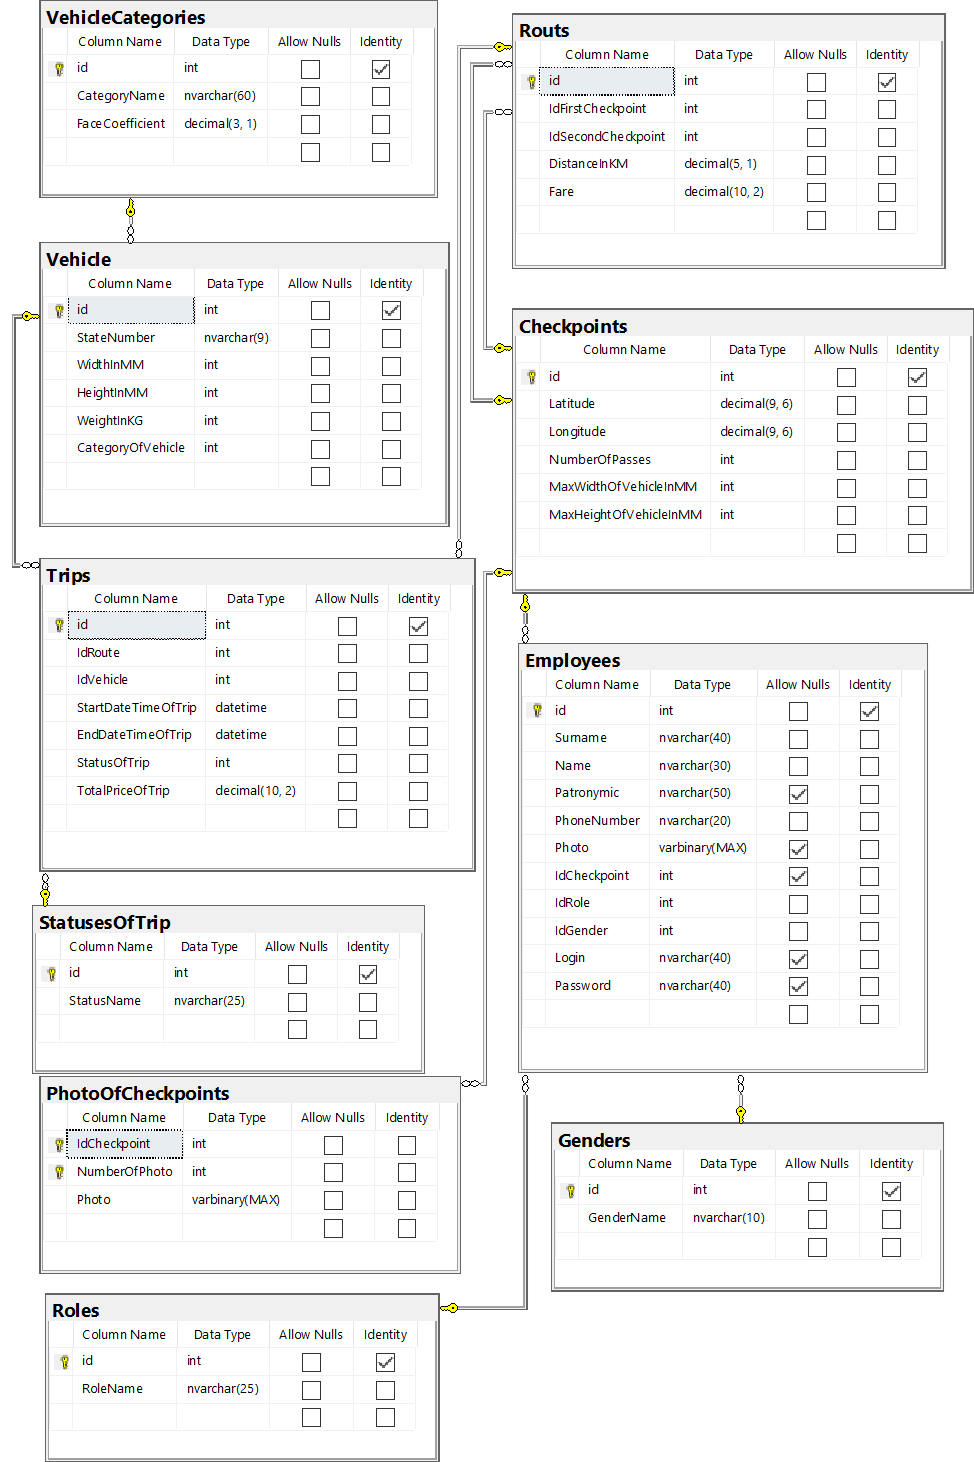 VehicleCategories
Column Name Data Type Allow Nulls Identity
id int
CategoryName nvarchar(60)
FaceCoefficient decimal(3, 1)
Vehicle
Column Name Data Type Allow Nulls Identity
id int
StateNumber nvarchar(9)
WidthInMM int
HeightInMM int
WeightInKG int
CategoryOfVehicle int
Trips
Column Name Data Type Allow Nulls Identity
id int
IdRoute int
IdVehicle int
StartDateTimeOfTrip datetime
EndDateTimeOfTrip datetime
StatusOfTrip int
TotalPriceOfTrip decimal(10, 2)
StatusesOfTrip
Column Name Data Type Allow Nulls Identity
id int
StatusName nvarchar(25)
PhotoOfCheckpoints
Column Name Data Type Allow Nulls Identity
IdCheckpoint int
NumberOfPhoto int
Photo varbinary(MAX)
Roles
Column Name Data Type Allow Nulls Identity
id int
RoleName nvarchar(25)
Routs
Column Name Data Type Allow Nulls Identity
id int
IdFirstCheckpoint int
IdSecondCheckpoint int
DistanceInKM decimal(5, 1)
Fare decimal(10, 2)
Checkpoints
Column Name Data Type Allow Nulls Identity
id int
Latitude decimal(9, 6)
Longitude decimal(9, 6)
NumberOfPasses int
MaxWidthOfVehicleInMM int
MaxHeightOfVehicleInMM int
Employees
Column Name Data Type Allow Nulls Identity
id int
Surname nvarchar(40)
Name nvarchar(30)
Patronymic nvarchar(50)
PhoneNumber nvarchar(20)
Photo varbinary(MAX)
IdCheckpoint int
IdRole int
IdGender int
Login nvarchar(40)
Password nvarchar(40)
Genders
Column Name Data Type Allow Nulls Identity
id int
GenderName nvarchar(10)